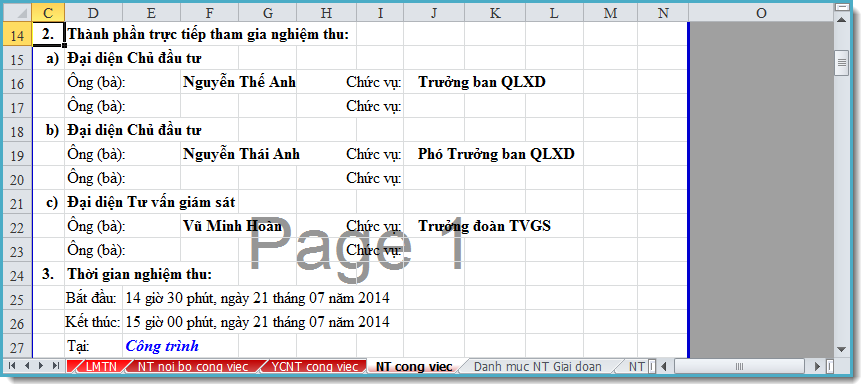 C D E F G H I J K L M N O
14 2. Thành phần trực tiếp tham gia nghiệm thu:
15 a) Đại diện Chủ đầu tư
16 Ông (bà): Nguyễn Thế Anh Chức vụ: Trưởng ban QLXD
17 Ông (bà): Chức vụ:
18 b) Đại diện Chủ đầu tư
19 Ông (bà): Nguyễn Thái Anh Chức vụ: Phó Trưởng ban QLXD
20 Ông (bà): Chức vụ:
21 c) Đại diện Tư vấn giám sát
22 Ông (bà): Vũ Minh Hoàn Chức vụ: Trưởng đoàn TVGS
Page 1
23 Ông (bà): Chức vụ:
24 3. Thời gian nghiệm thu:
25 Bắt đầu: 14 giờ 30 phút, ngày 21 tháng 07 năm 2014
26 Kết thúc: 15 giờ 00 phút, ngày 21 tháng 07 năm 2014
27 Tại: Công trình
LMTN NT noi bo cong viec YCNT cong viec NT cong viec Danh muc NT Giai doan NT